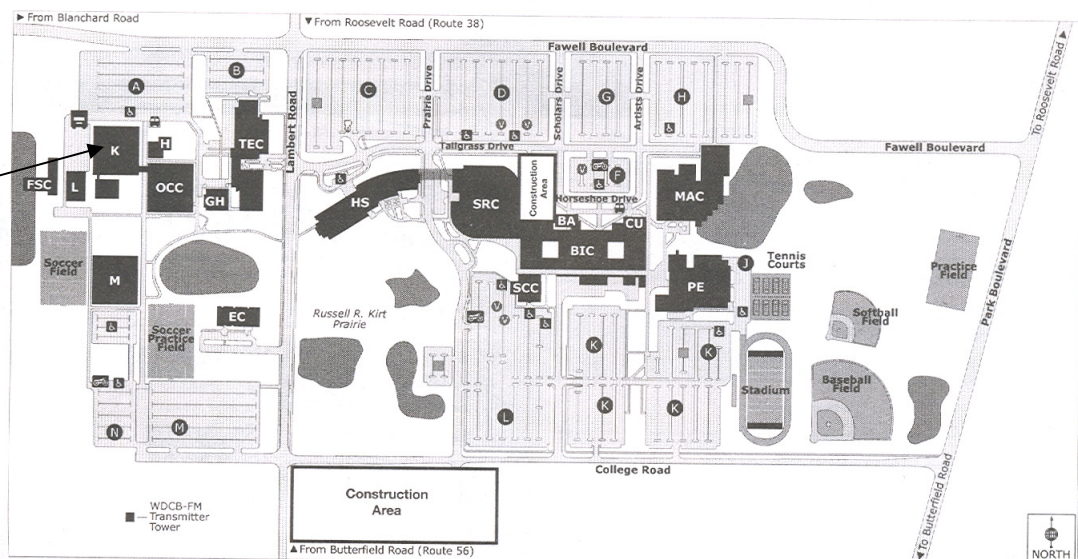 From Blanchard Road
From Roosevelt Road (Route 38)
Fawell Boulevard
To Roosevelt Road
A
B
C
D
G
H
Lambert Road
Prairie Drive
Scholars Drive
Artists Drive
Tallgrass Drive
Fawell Boulevard
K
H
TEC
FSC
L
OCC
GH
HS
SRC
Construction
Area
V
V
V
F
Horseshoe Drive
BA
CU
BIC
MAC
Soccer
Field
M
EC
Soccer
Practice
Field
Russell R. Kirt
Prairie
SCC
V
V
PE
J
Tennis
Courts
Practice
Field
Park Boulevard
Softball
Field
K
K
K
K
L
Stadium
Baseball
Field
N
M
College Road
To Butterfield Road
Construction
Area
WDCB-FM
Transmitter
Tower
From Butterfield Road (Route 56)
NORTH